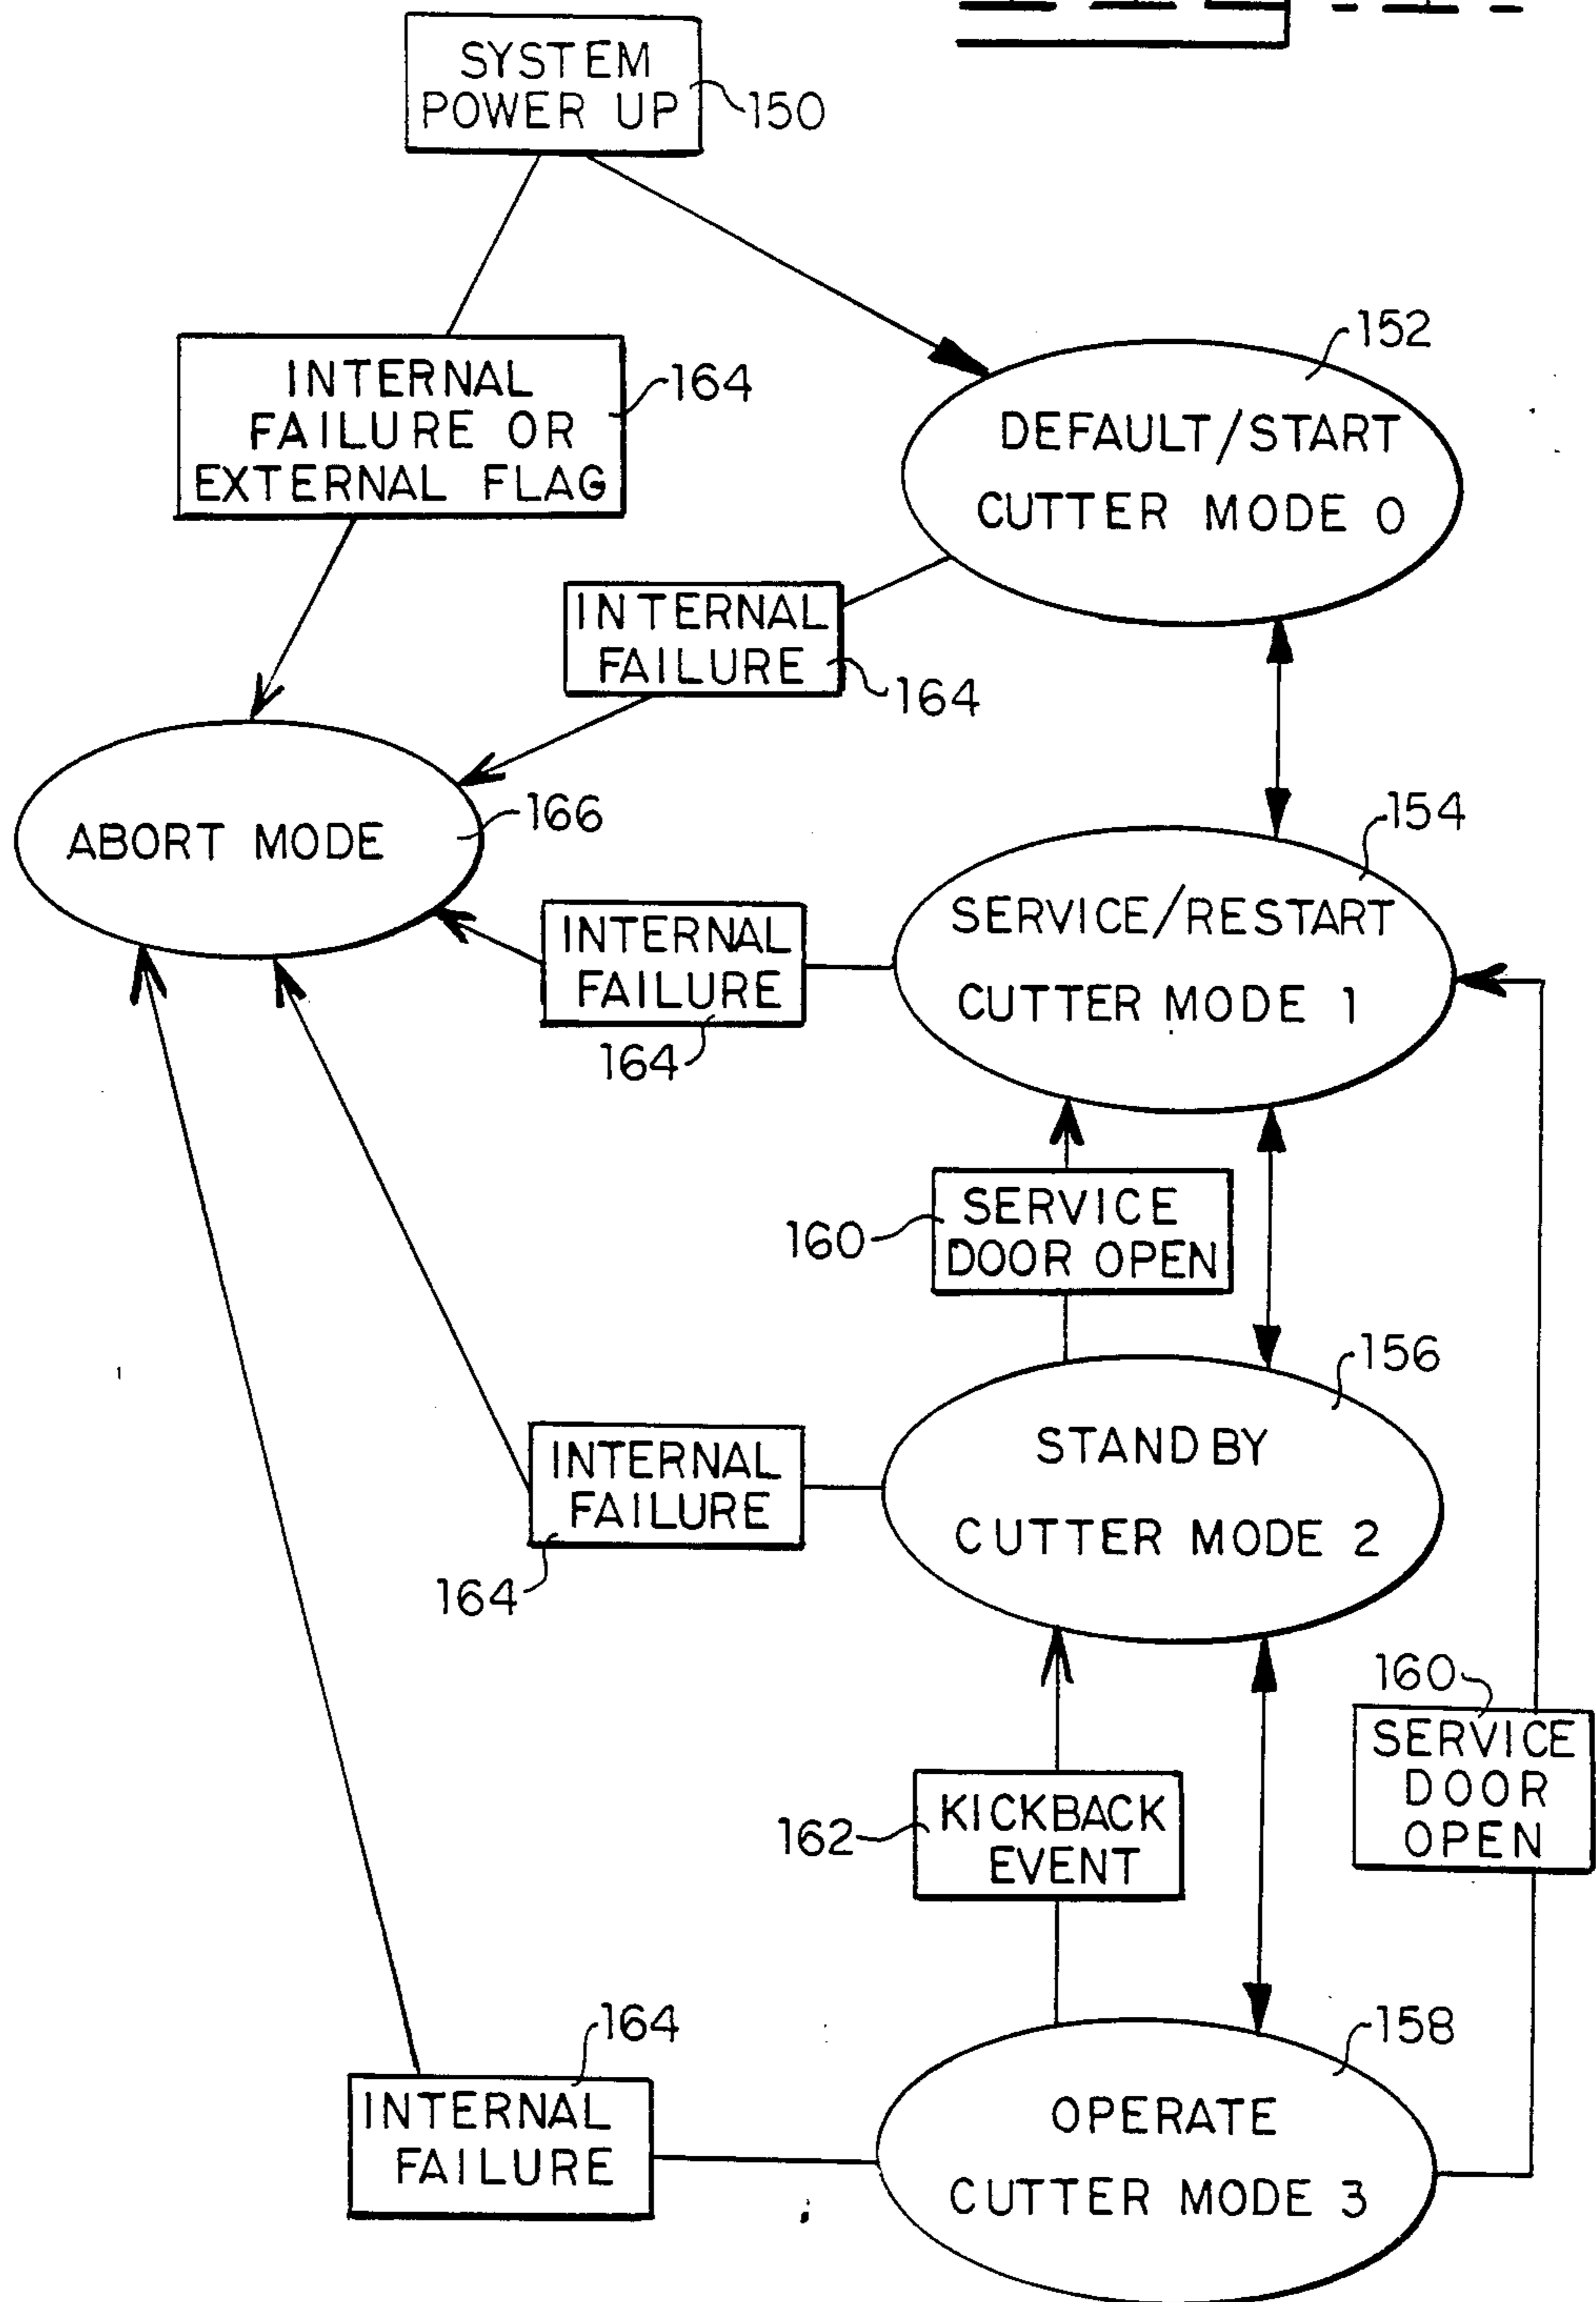 SYSTEM
POWER UP
150
152
INTERNAL
FAILURE OR
EXTERNAL FLAG
164
DEFAULT/START
CUTTER MODE 0
INTERNAL
FAILURE
164
ABORT MODE
166
154
SERVICE/RESTART
CUTTER MODE 1
INTERNAL
FAILURE
164
160
SERVICE
DOOR OPEN
156
STANDBY
CUTTER MODE 2
INTERNAL
FAILURE
164
160
SERVICE
DOOR
OPEN
162
KICKBACK
EVENT
158
164
INTERNAL
FAILURE
OPERATE
CUTTER MODE 3